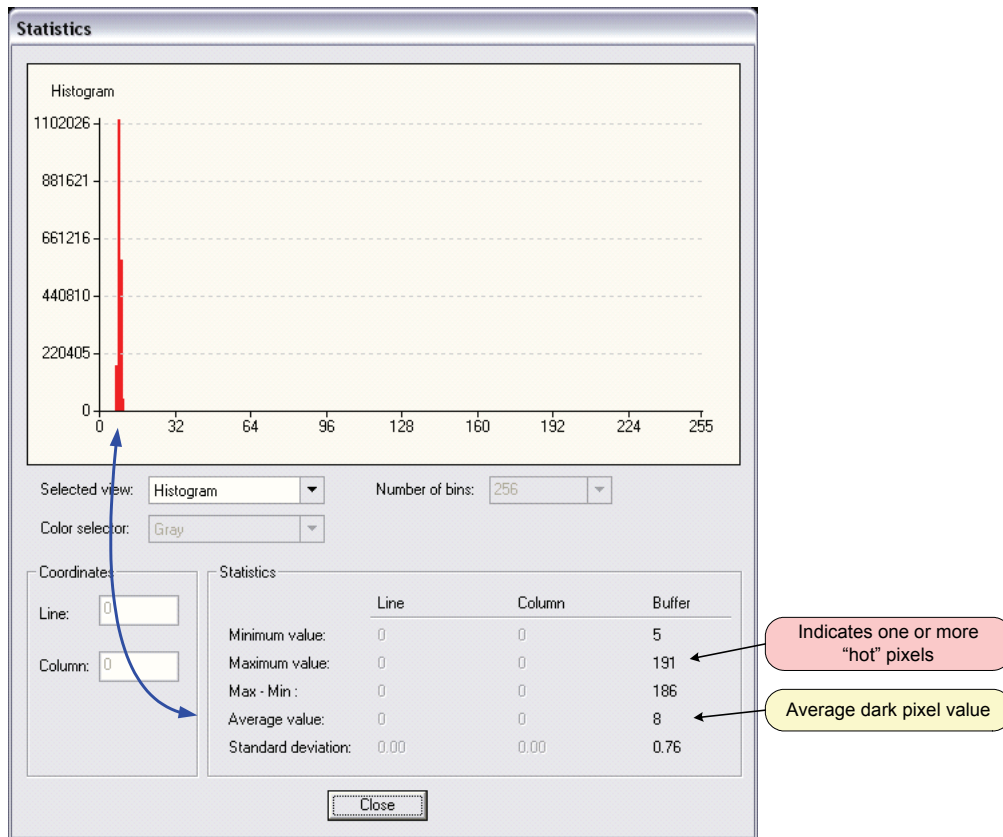 Statistics
Histogram
1102026
881621
661216
440810
220405
0
0 32 64 96 128 160 192 224 255
Selected view: Histogram Number of bins: 256
Color selector: Gray
Coordinates
Line: 0
Column: 0
Statistics
Line Column Buffer
Minimum value: 0 0 5
Maximum value: 0 0 191
Max - Min : 0 0 186
Average value: 0 0 8
Standard deviation: 0.00 0.00 0.76
Close
Indicates one or more
“hot” pixels
Average dark pixel value